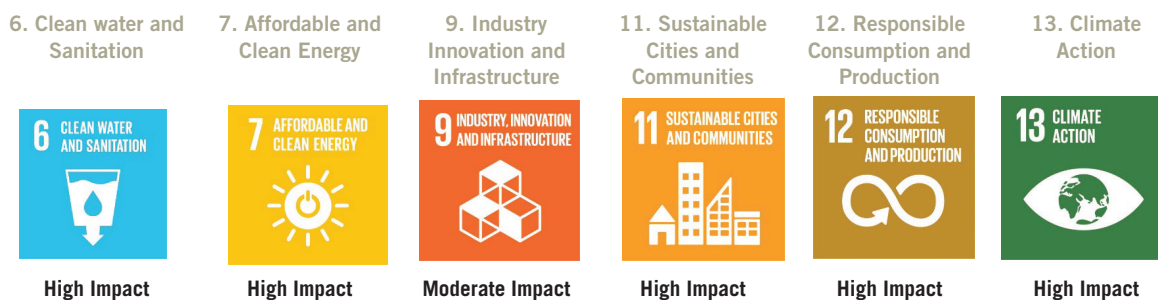 6. Clean water and
Sanitation
7. Affordable and
Clean Energy
9. Industry
Innovation and
Infrastructure
11. Sustainable
Cities and
Communities
12. Responsible
Consumption and
Production
13. Climate
Action
6 CLEAN WATER
AND SANITATION
7 AFFORDABLE AND
CLEAN ENERGY
9 INDUSTRY, INNOVATION
AND INFRASTRUCTURE
11 SUSTAINABLE CITIES
AND COMMUNITIES
12 RESPONSIBLE
CONSUMPTION
AND PRODUCTION
13 CLIMATE
ACTION
High Impact
High Impact
Moderate Impact
High Impact
High Impact
High Impact